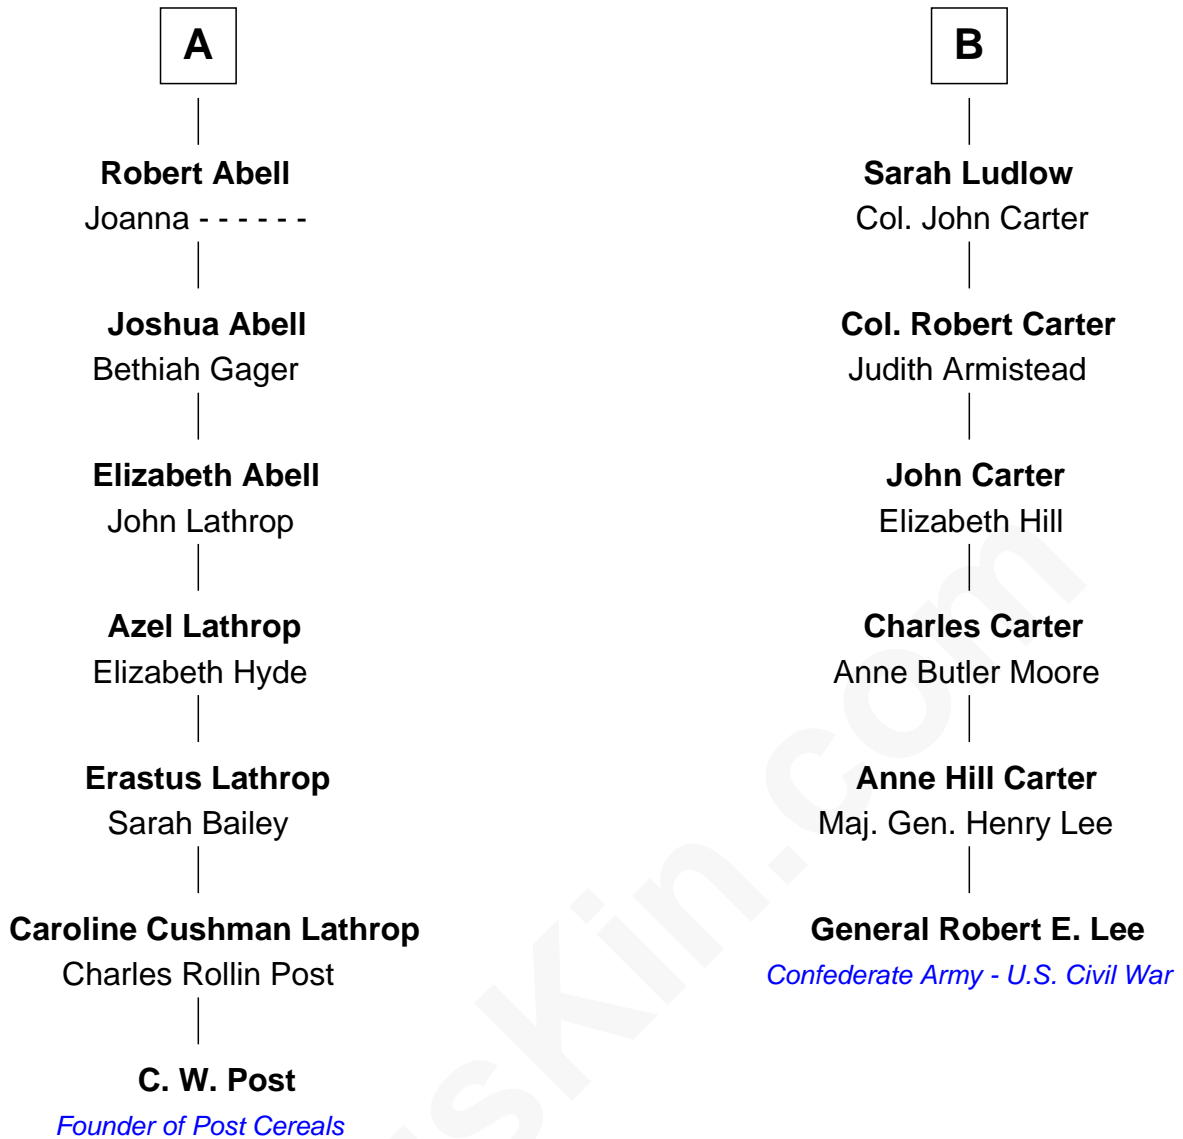 A
Robert Abell
Joanna - - - - - -
Joshua Abell
Bethiah Gager
Elizabeth Abell
John Lathrop
Azel Lathrop
Elizabeth Hyde
Erastus Lathrop
Sarah Bailey
Caroline Cushman Lathrop
Charles Rollin Post
C. W. Post
Founder of Post Cereals
B
Sarah Ludlow
Col. John Carter
Col. Robert Carter
Judith Armistead
John Carter
Elizabeth Hill
Charles Carter
Anne Butler Moore
Anne Hill Carter
Maj. Gen. Henry Lee
General Robert E. Lee
Confederate Army - U.S. Civil War